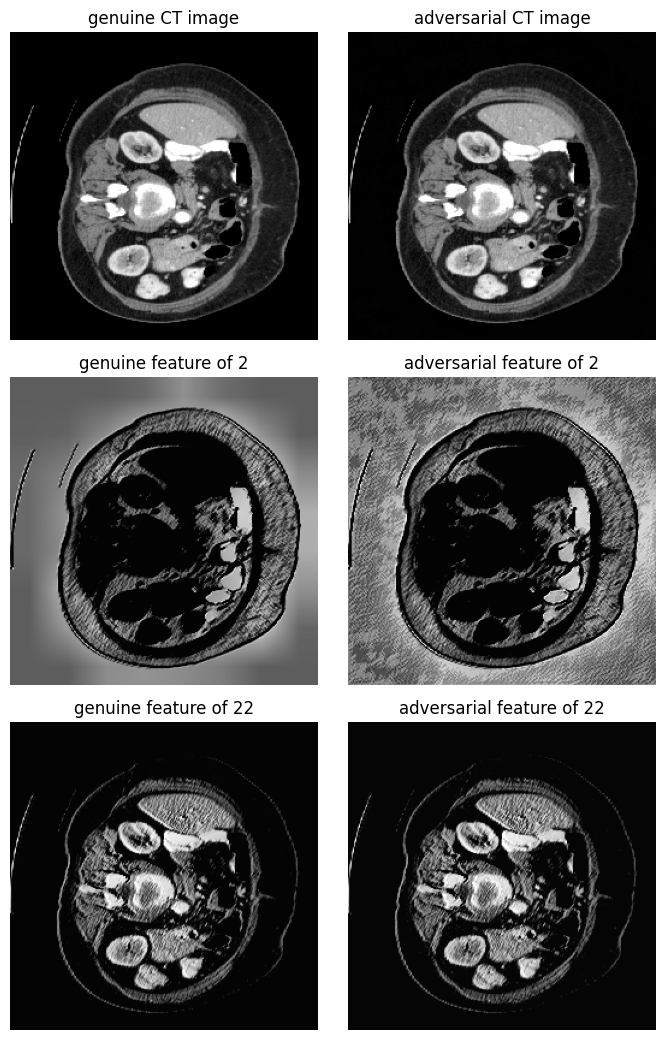 genuine CT image
adversarial CT image
genuine feature of 2
adversarial feature of 2
genuine feature of 22
adversarial feature of 22